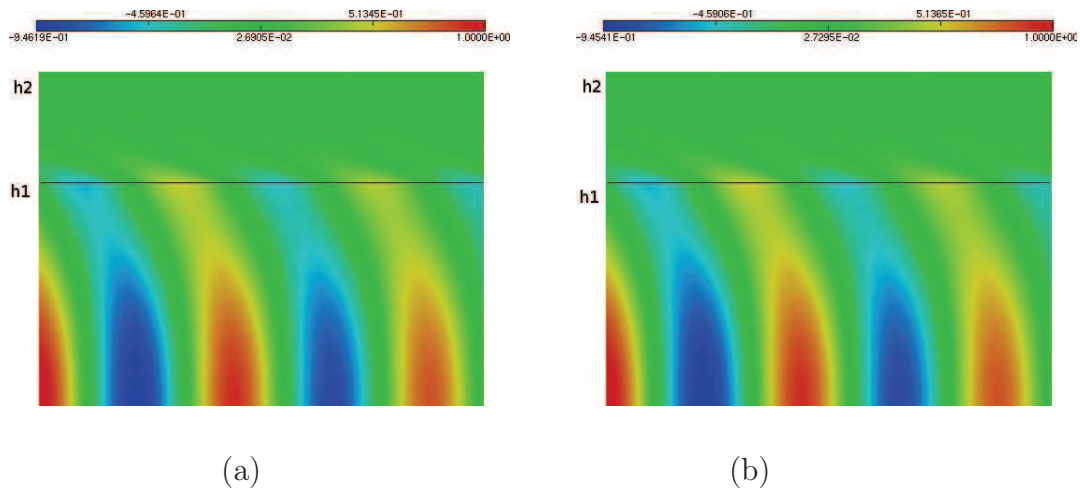 -4.5964E-01 5.1345E-01
-9.4619E-01 2.6905E-02 1.0000E+00
h2
h1
(a)
-4.5906E-01 5.1365E-01
-9.4541E-01 2.7295E-02 1.0000E+00
h2
h1
(b)